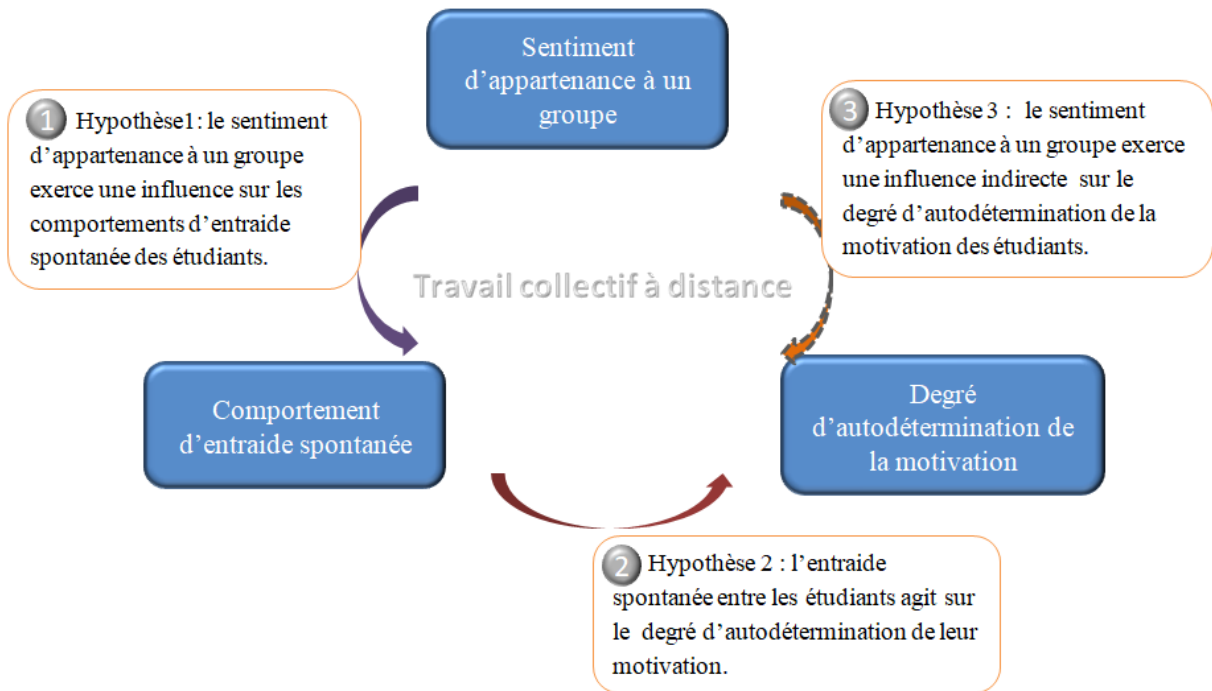 Sentiment
d’appartenance à un
groupe
1 Hypothèse1: le sentiment
d’appartenance à un groupe
exerce une influence sur les
comportements d’entraide
spontanée des étudiants.
3 Hypothèse 3 : le sentiment
d’appartenance à groupe exerce
une influence indirecte sur le
degré d’autodétermination de la
motivation des étudiants.
Travail collectif à distance
Comportement
d’entraide spontanée
Degré
d’autodétermination de
la motivation
2 Hypothèse 2 : l’entraide
spontanée entre les étudiants agit sur
le degré d’autodétermination de leur
motivation.